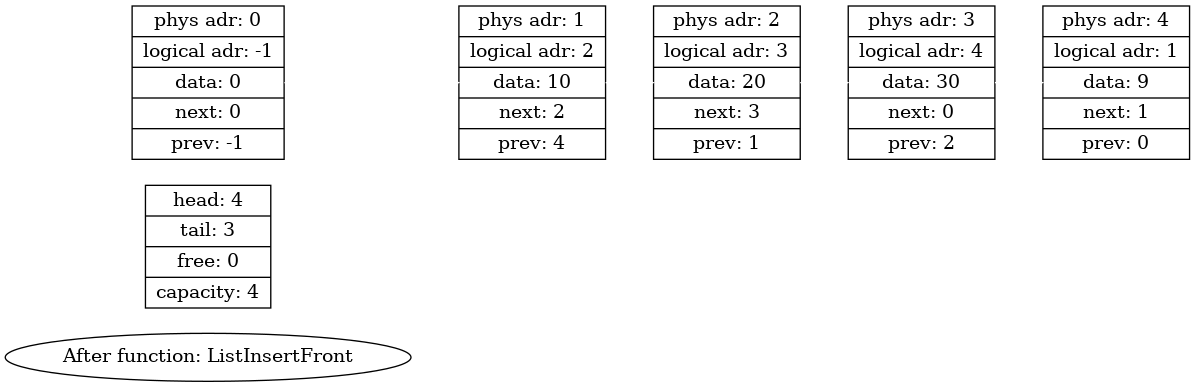 phys adr: 0
logical adr: -1
data: 0
next: 0
prev: -1
phys adr: 1
logical adr: 2
data: 10
next: 2
prev: 4
phys adr: 2
logical adr: 3
data: 20
next: 3
prev: 1
phys adr: 3
logical adr: 4
data: 30
next: 0
prev: 2
phys adr: 4
logical adr: 1
data: 9
next: 1
prev: 0
head: 4
tail: 3
free: 0
capacity: 4
After function: ListInsertFront